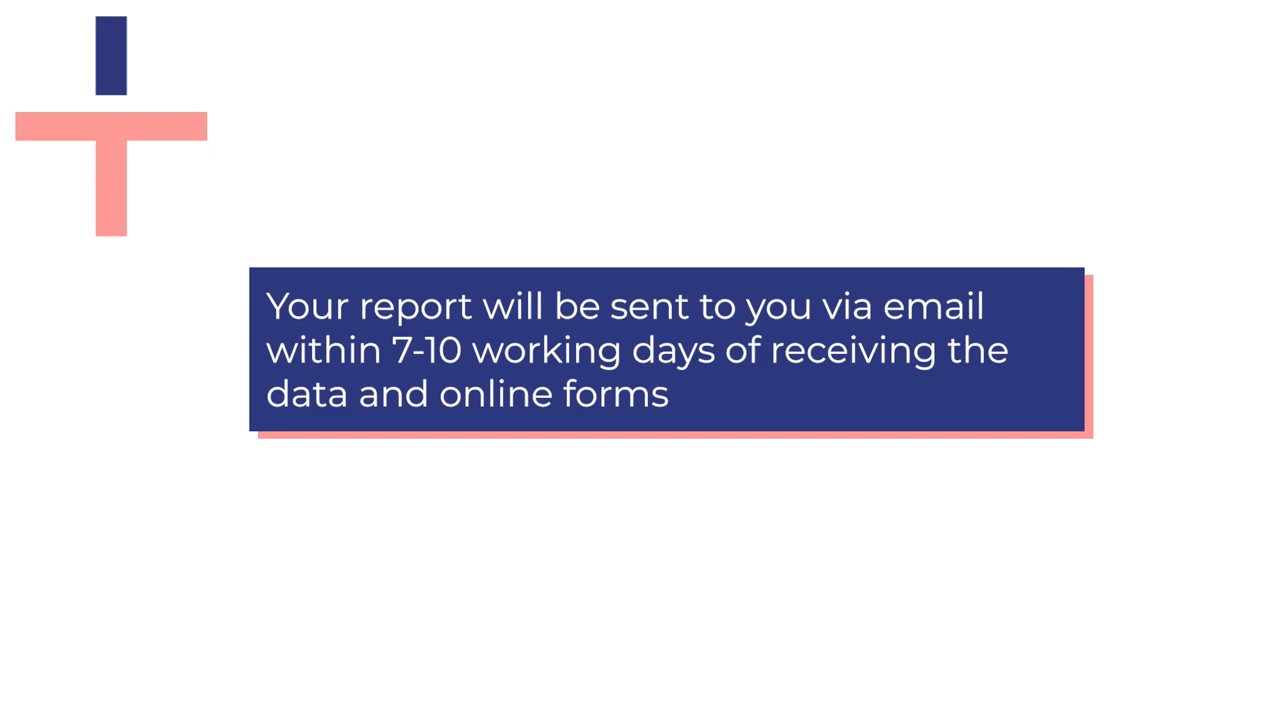 Your report will be sent to you via email
within 7-10 working days of receiving the
data and online forms